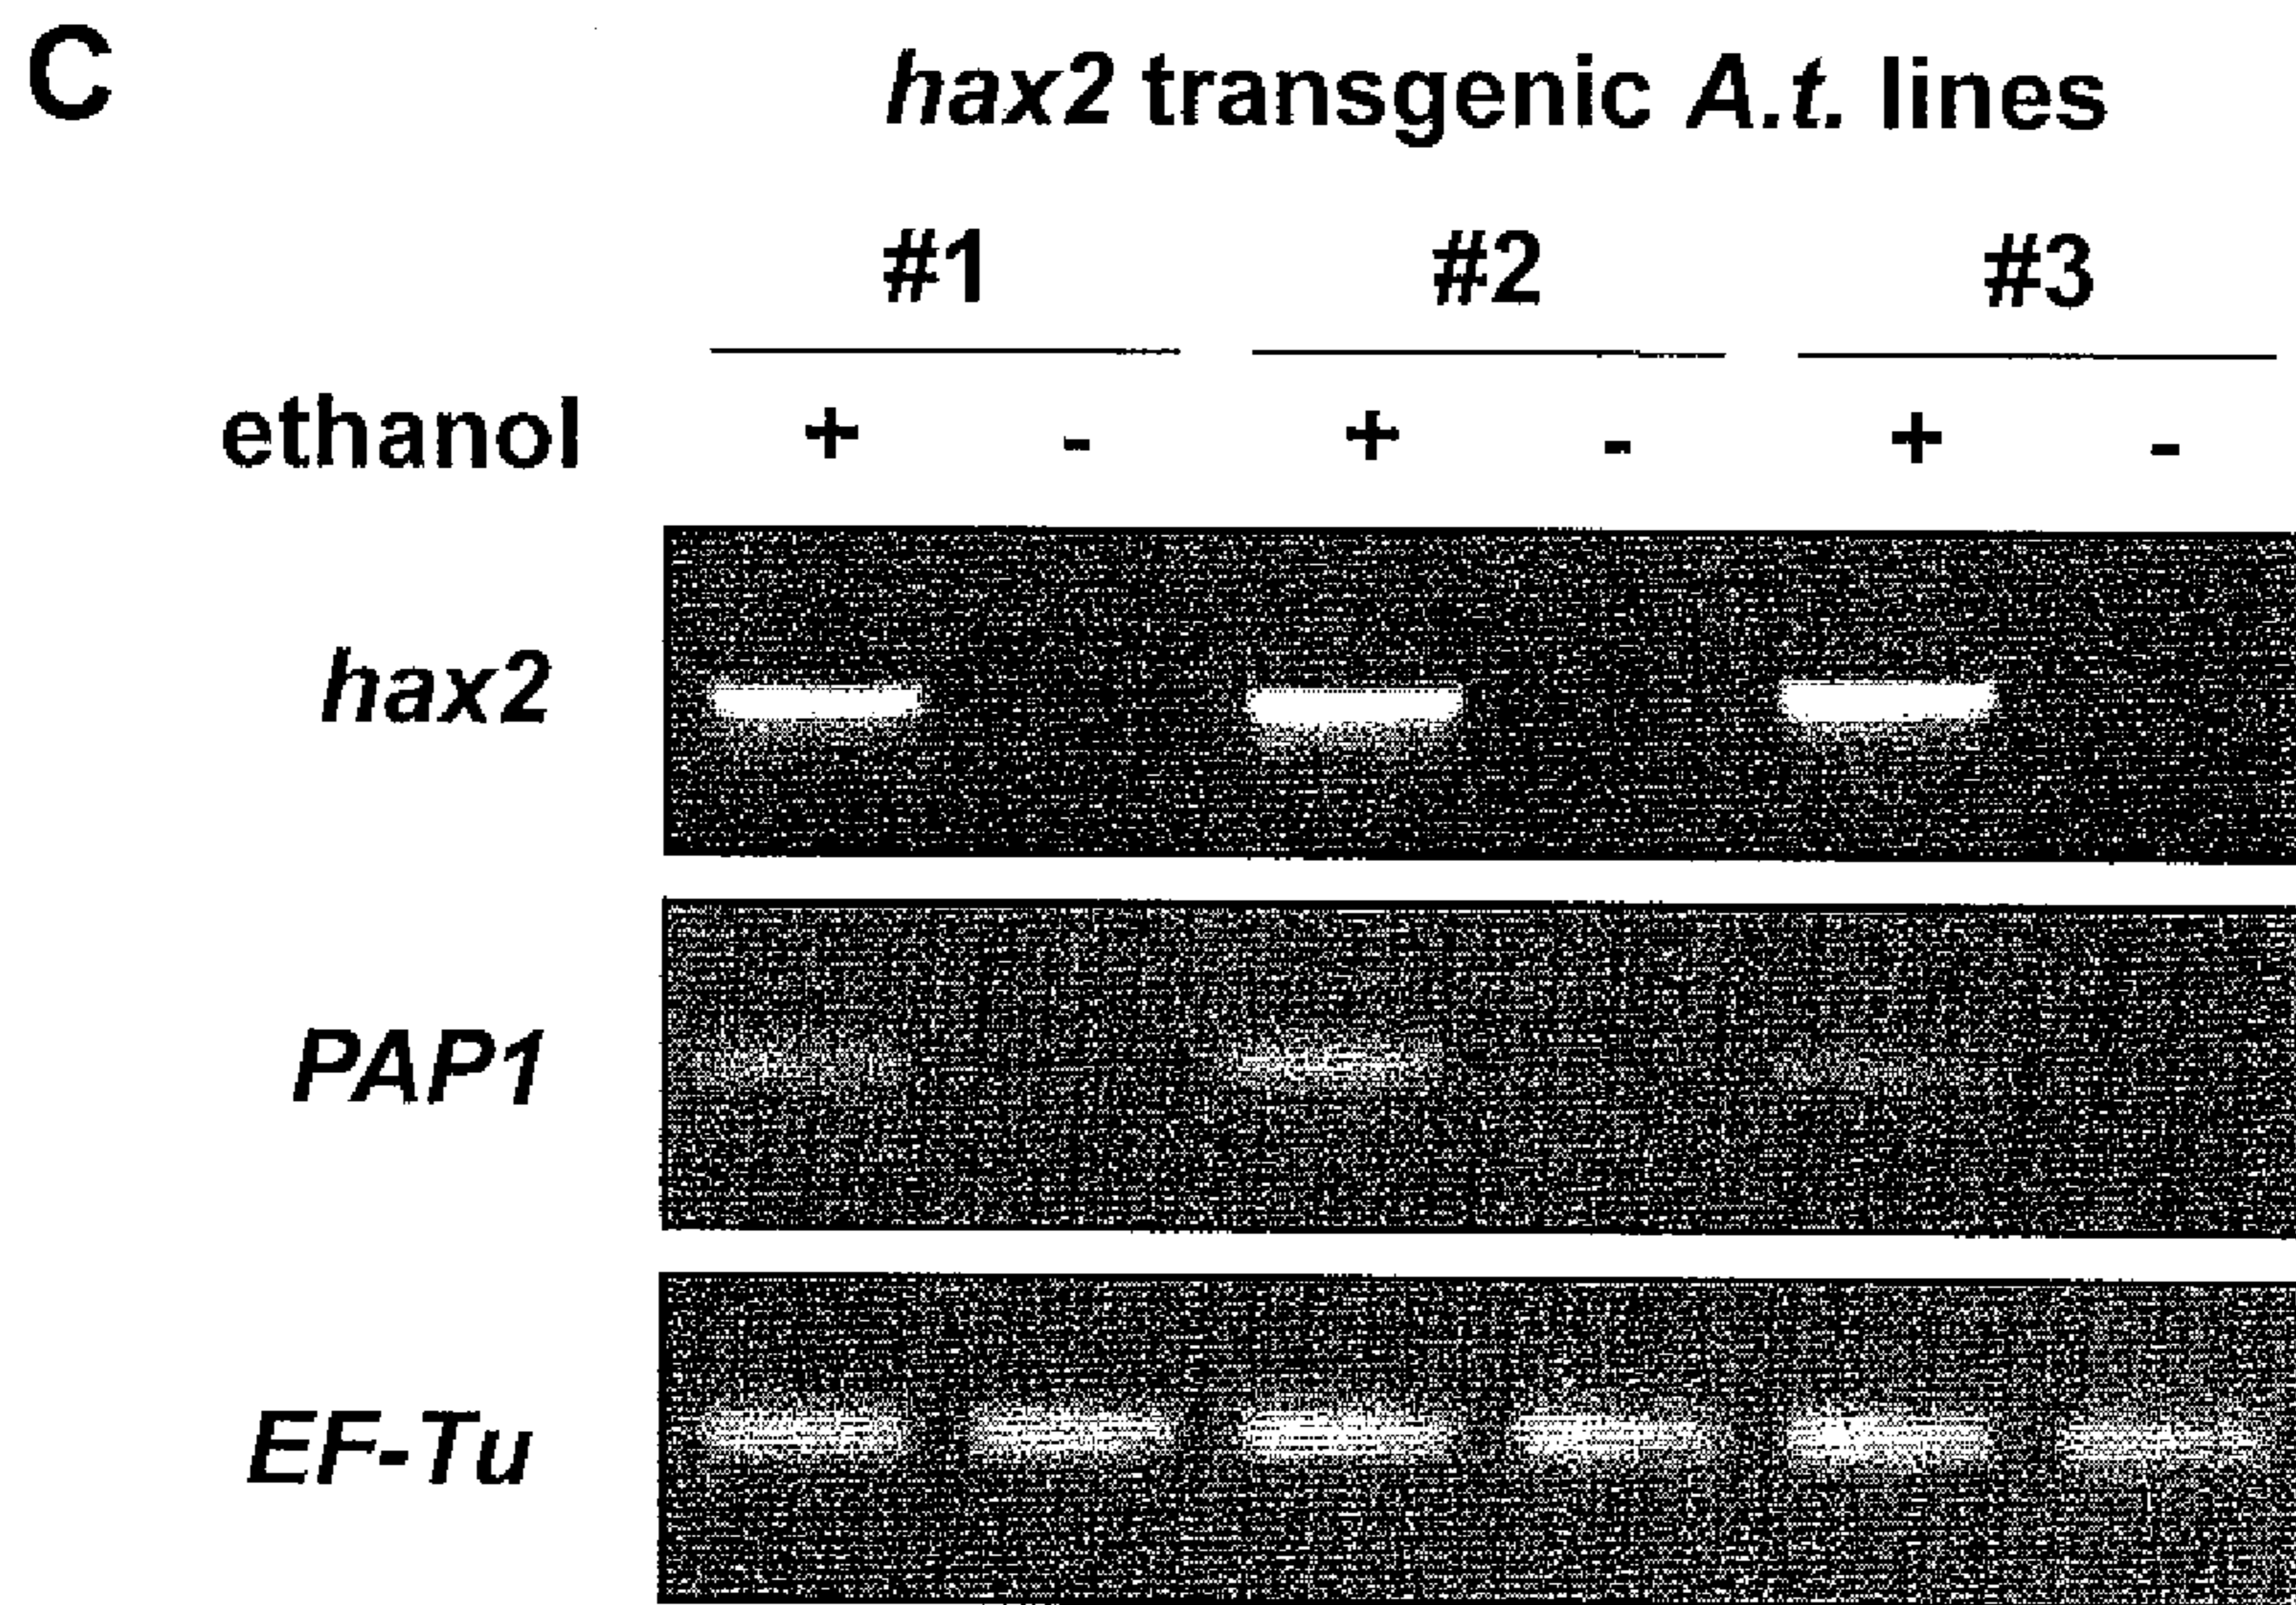 C
hax2 transgenic A.t. lines
#1 #2 #3
ethanol + - + - + -
hax2
PAP1
EF-Tu